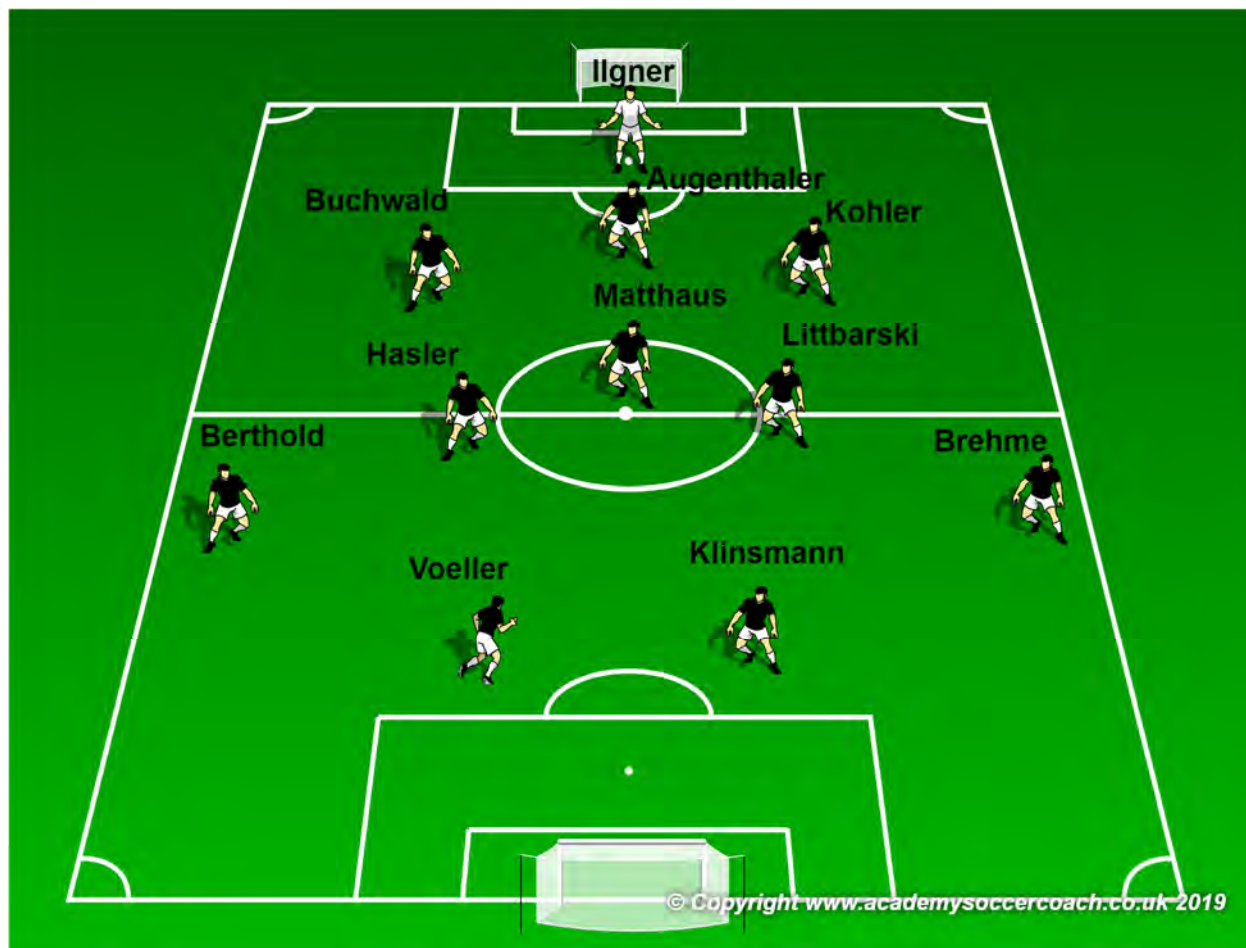 Ilgner
Augenthaler
Buchwald
Kohler
Matthaus
Littbarski
Hasler
Berthold
Brehme
Klinsmann
Voeller
© Copyright www.academysoccercoach.co.uk 2019